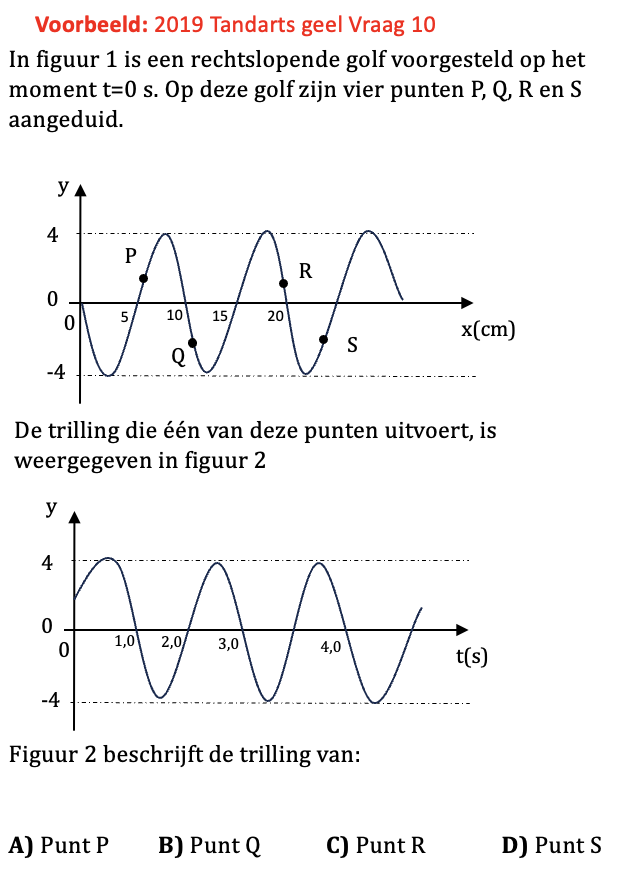 Voorbeeld: 2019 Tandarts geel Vraag 10
In figuur 1 is een rechtslopende golf voorgesteld op het
moment t=0 s. Op deze golf zijn vier punten P, Q, R en S
aangeduid.
y
4
P
R
0
0
5
10
15
20
x(cm)
Q
S
-4
De trilling die één van deze punten uitvoert, is
weergegeven in figuur 2
y
4
0
0
1,0
2,0
3,0
4,0
t(s)
-4
Figuur 2 beschrijft de trilling van:
A) Punt P B) Punt Q C) Punt R D) Punt S